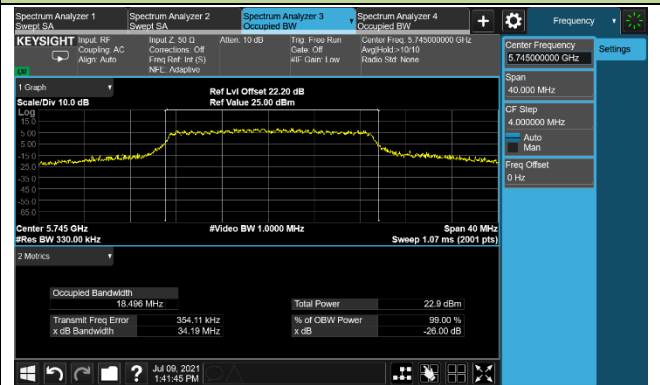 Spectrum Analyzer 1
Swept SA
Spectrum Analyzer 2
Swept SA
Spectrum Analyzer 3
Occupied BW
Spectrum Analyzer 4
Occupied BW
+
Frequency
KEYSIGHT
Input: RF
Coupling: AC
Align: Auto
Input Z: 50 Ω
Corrections: Off
Freq Ref: Int (S)
NFE: Adaptive
Atten: 10 dB
Trig: Free Run
Gate: Off
#IF Gain: Low
Center Freq: 5.745000000 GHz
Avg|Hold:>10/10
Radio Std: None
LM
Center Frequency
5.745000000 GHz
Settings
Span
40.000 MHz
CF Step
4.000000 MHz
Auto
Man
Freq Offset
0 Hz
1 Graph
Scale/Div 10.0 dB
Ref Lvl Offset 22.20 dB
Ref Value 25.00 dBm
Log
15.0
5.00
-5.00
-15.0
-25.0
-35.0
-45.0
-55.0
-65.0
Center 5.745 GHz
#Video BW 1.0000 MHz
Span 40 MHz
#Res BW 330.00 kHz
Sweep 1.07 ms (2001 pts)
2 Metrics
Occupied Bandwidth
18.496 MHz
Total Power 22.9 dBm
Transmit Freq Error 354.11 kHz
% of OBW Power 99.00 %
x dB Bandwidth 34.19 MHz
x dB -26.00 dB
?
Jul 09, 2021
1:41:45 PM